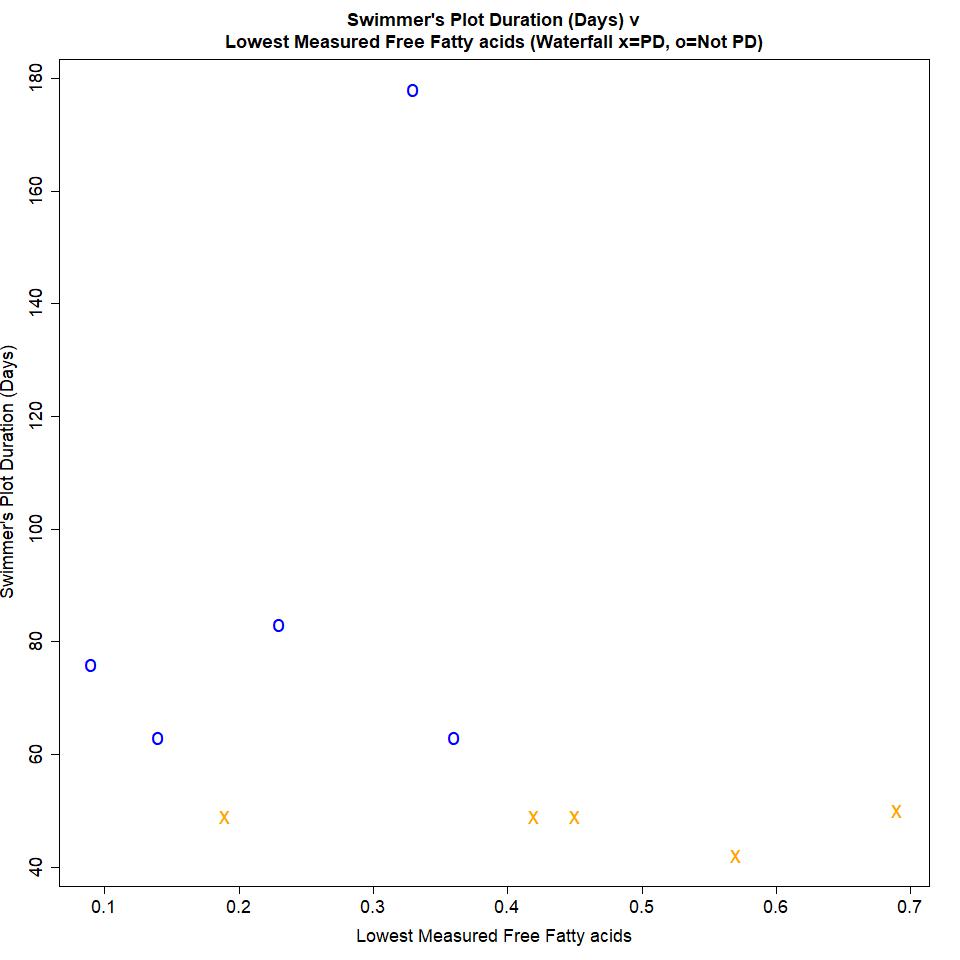 Swimmer's Plot Duration (Days) v
Lowest Measured Free Fatty acids (Waterfall x=PD, o=Not PD)
Swimmer's Plot Duration (Days)
180
160
140
120
100
80
60
40
o
o
o
o
o
x
x
x
x
x
0.1 0.2 0.3 0.4 0.5 0.6 0.7
Lowest Measured Free Fatty acids